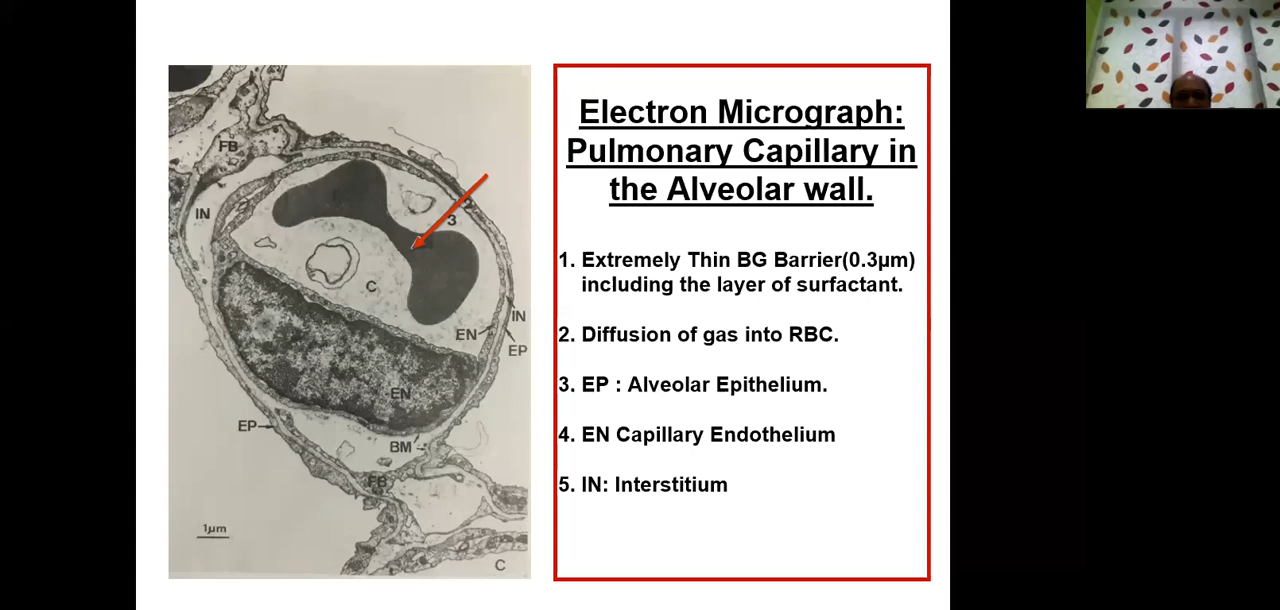 FB
IN
2
3
C
IN
EN
EP
EN
EP
BM
FB
1µm
C
Electron Micrograph:
Pulmonary Capillary in
the Alveolar wall.
1. Extremely Thin BG Barrier(0.3µm)
including the layer of surfactant.
2. Diffusion of gas into RBC.
3. EP : Alveolar Epithelium.
4. EN Capillary Endothelium
5. IN: Interstitium